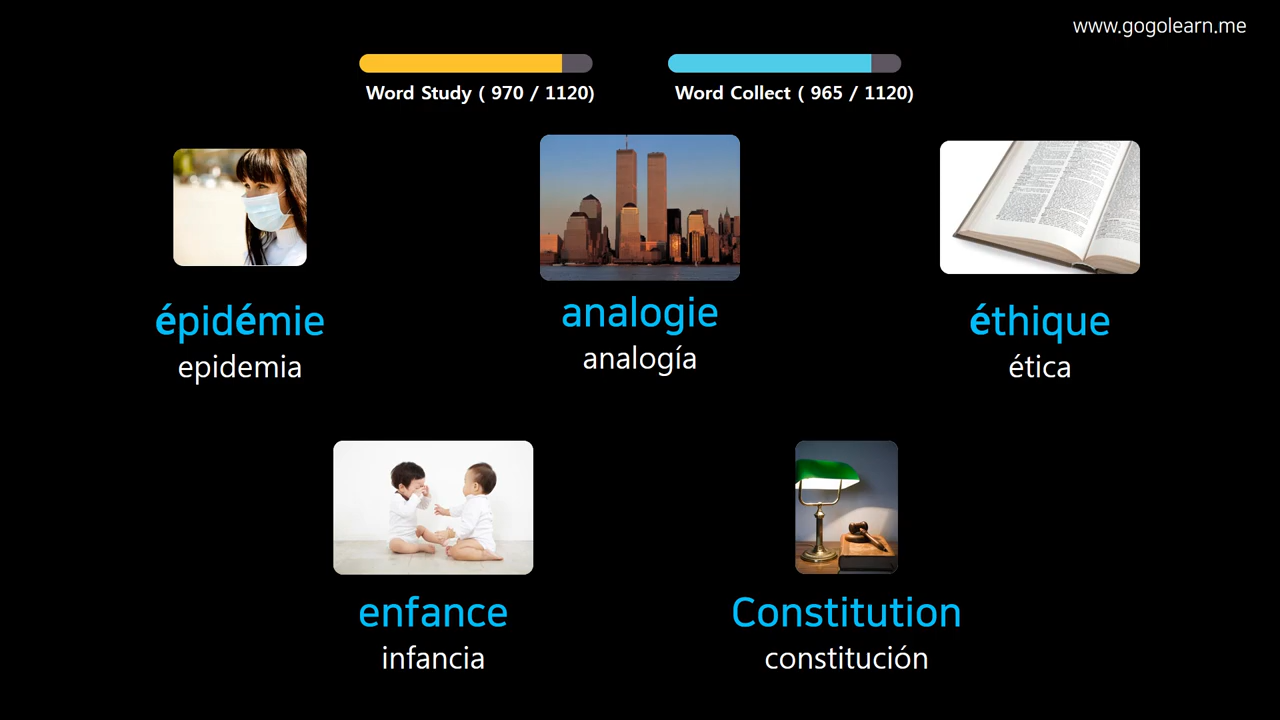 www.gogolearn.me
Word Study ( 970 / 1120)
Word Collect ( 965 / 1120)
épidémie
epidemia
analogie
analogía
éthique
ética
enfance
infancia
Constitution
constitución